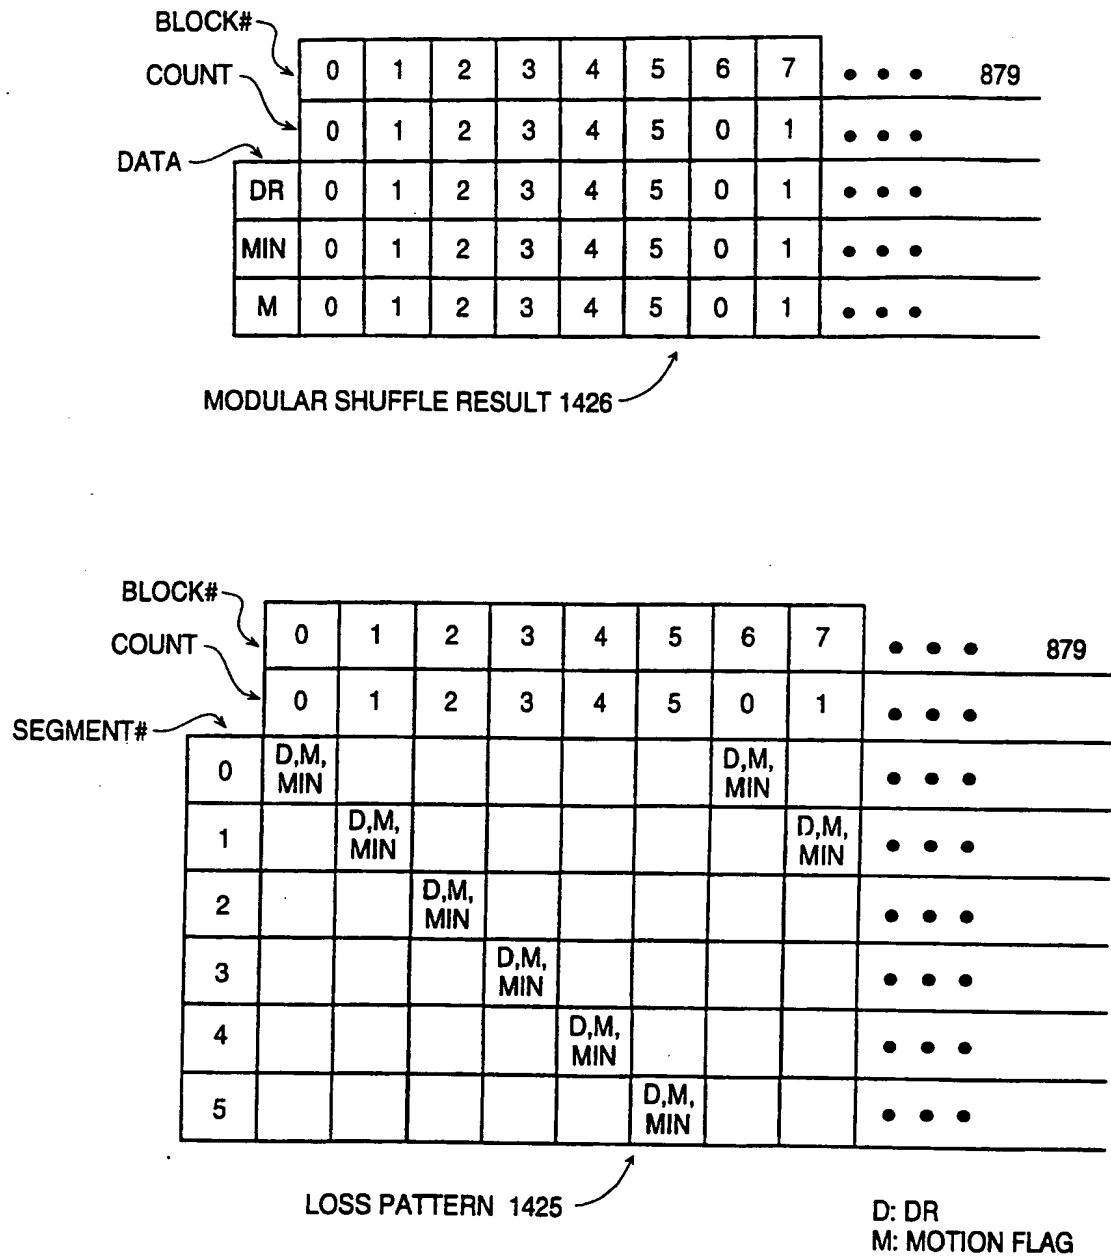 BLOCK#
0 1 2 3 4 5 6 7 • • • 879
COUNT
0 1 2 3 4 5 0 1 • • •
DATA
DR 0 1 2 3 4 5 0 1 • • •
MIN 0 1 2 3 4 5 0 1 • • •
M 0 1 2 3 4 5 0 1 • • •
MODULAR SHUFFLE RESULT 1426
BLOCK#
0 1 2 3 4 5 6 7 • • • 879
COUNT
0 1 2 3 4 5 0 1 • • •
SEGMENT#
0 D,M, MIN D,M, MIN • • •
1 D,M, MIN D,M, MIN • • •
2 D,M, MIN • • •
3 D,M, MIN • • •
4 D,M, MIN • • •
5 D,M, MIN • • •
LOSS PATTERN 1425
D: DR
M: MOTION FLAG